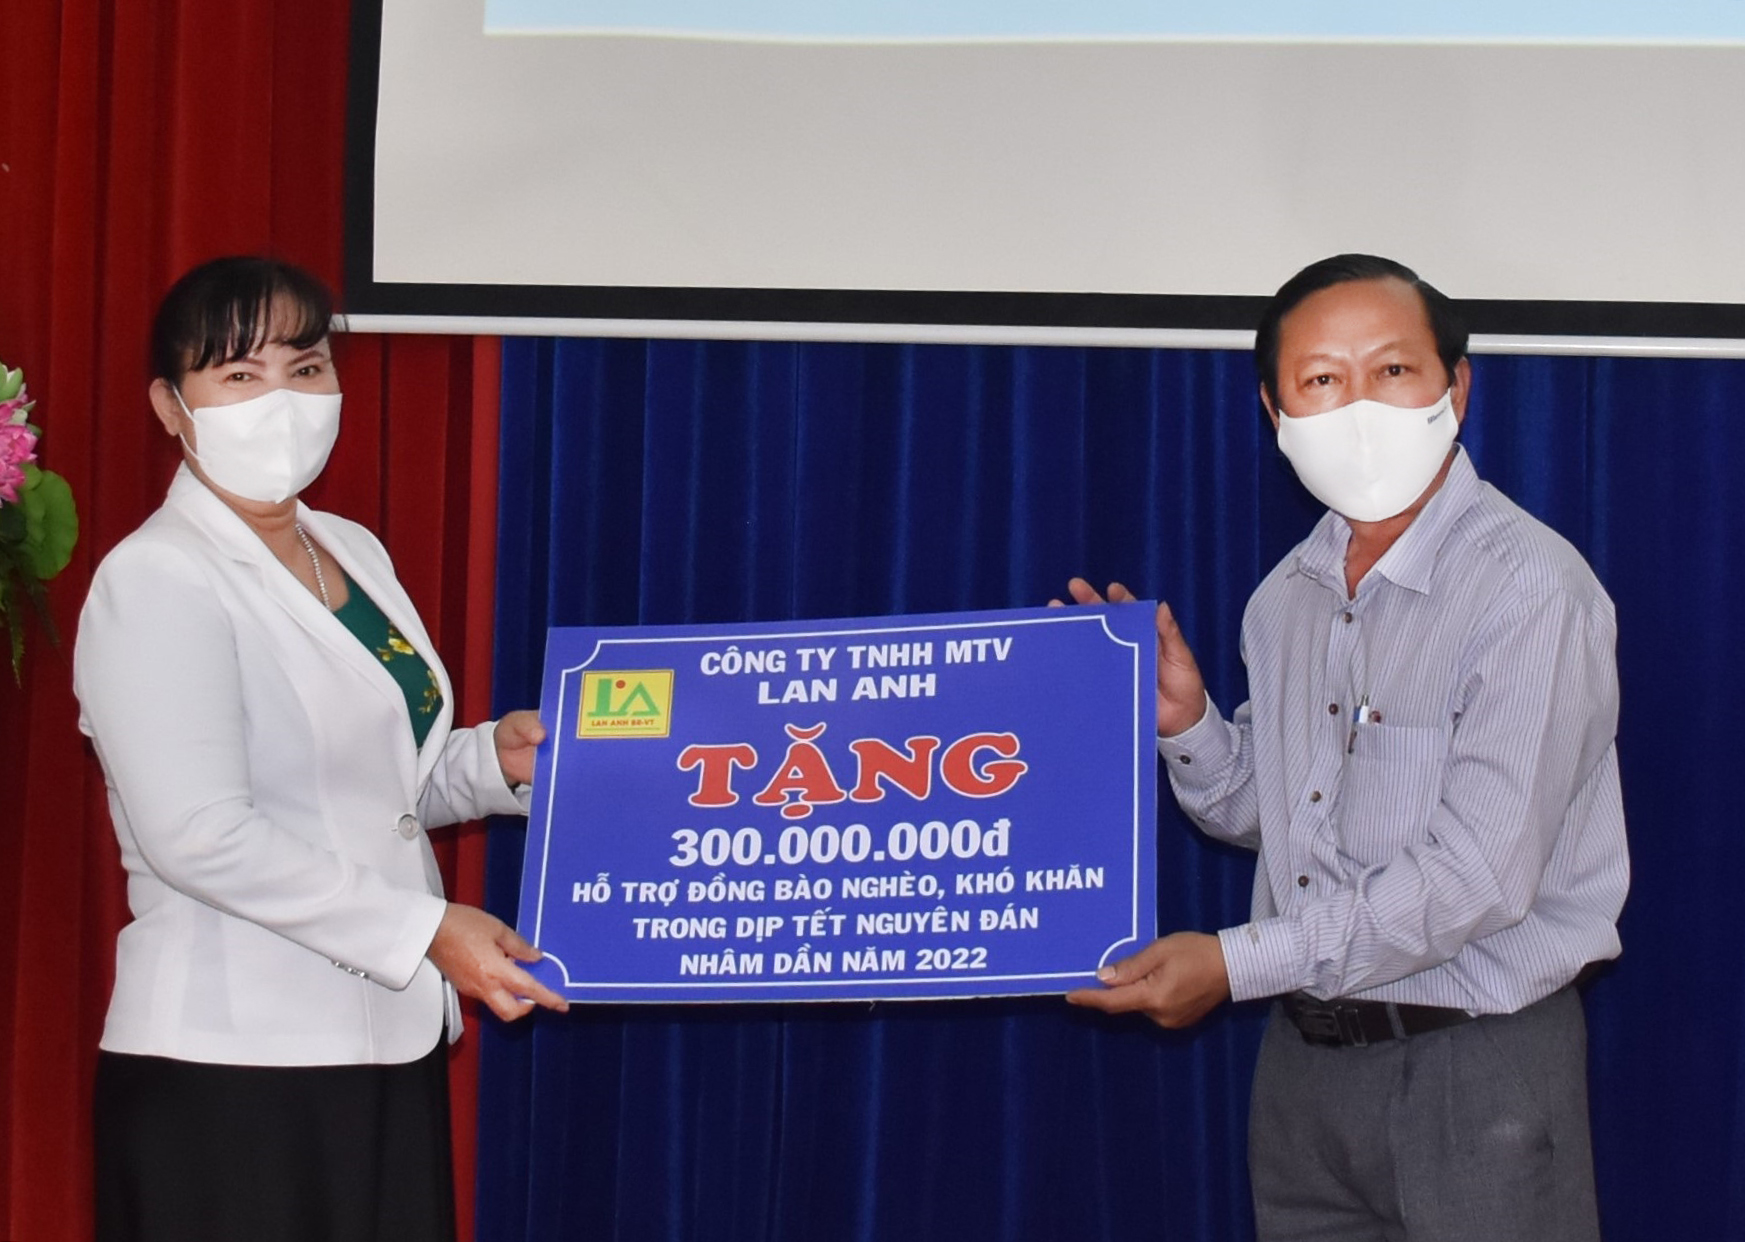 CÔNG TY TNHH MTV
LAN ANH
LA
LAN ANH BR-VT
TẶNG
300.000.000đ
HỖ TRỢ ĐỒNG BÀO NGHÈO, KHÓ KHĂN
TRONG DỊP TẾT NGUYÊN ĐÁN
NHÂM DẦN NĂM 2022